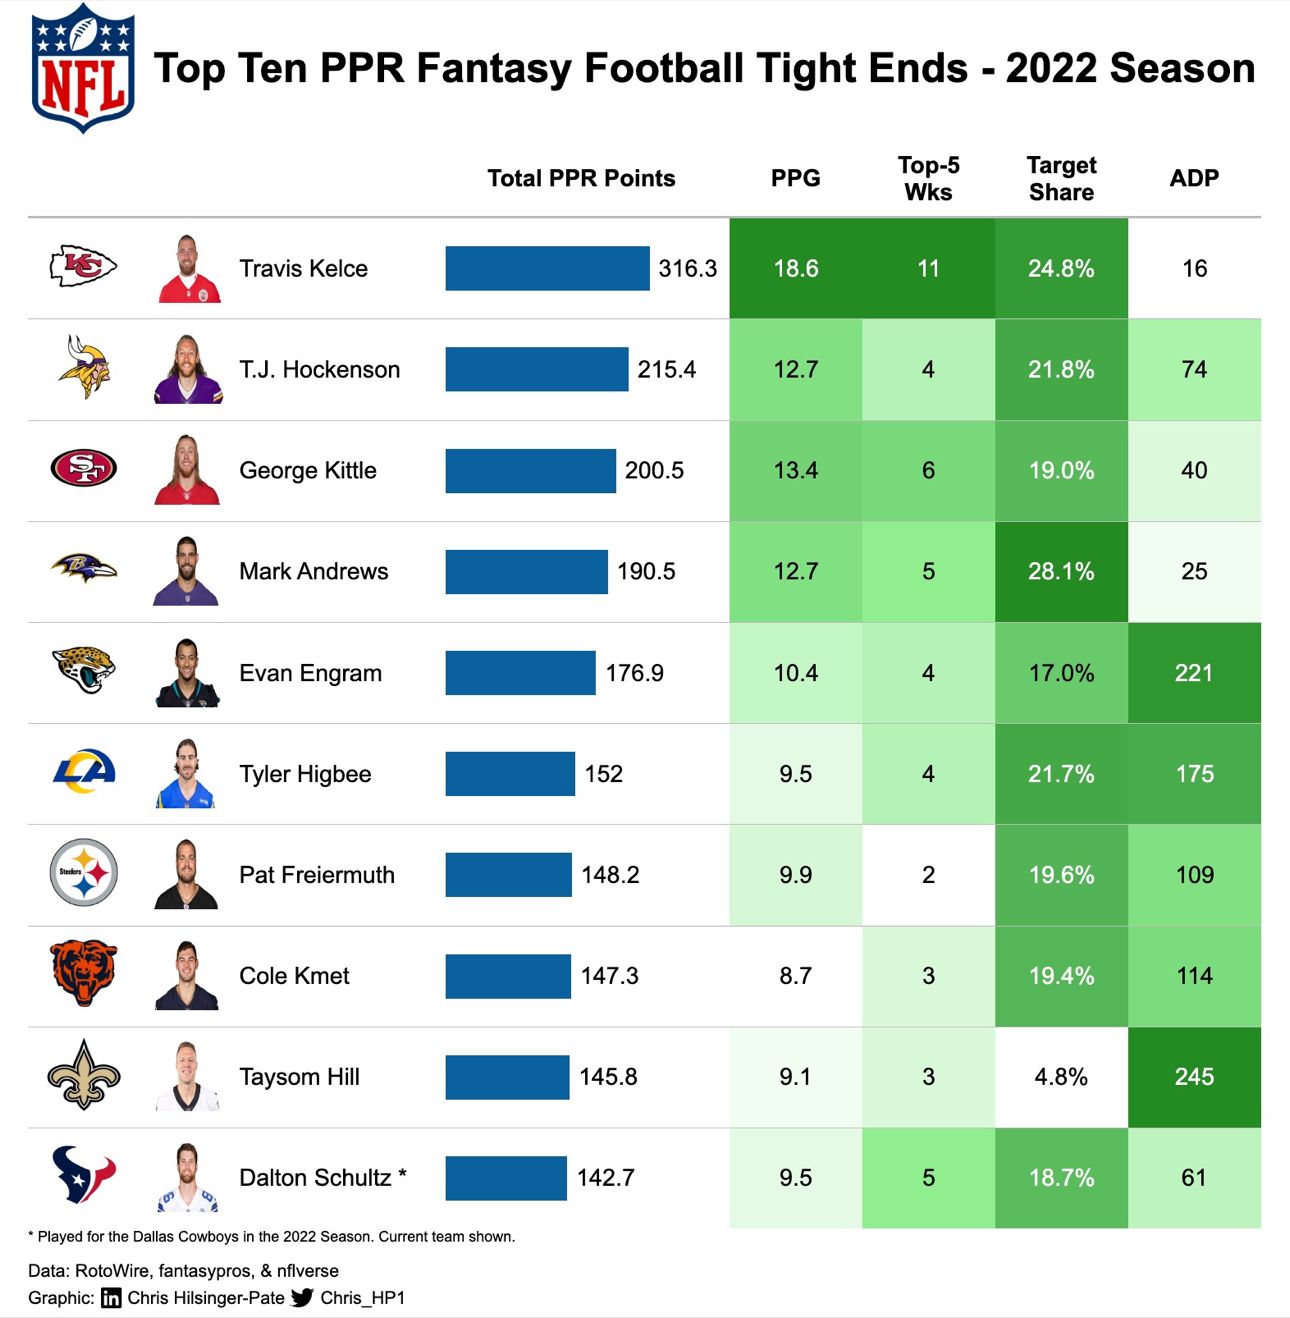 NFL
Top Ten PPR Fantasy Football Tight Ends - 2022 Season
Total PPR Points PPG Top-5 Wks Target Share ADP
KC Travis Kelce 316.3 18.6 11 24.8% 16
T.J. Hockenson 215.4 12.7 4 21.8% 74
SF George Kittle 200.5 13.4 6 19.0% 40
B Mark Andrews 190.5 12.7 5 28.1% 25
Evan Engram 176.9 10.4 4 17.0% 221
LA Tyler Higbee 152 9.5 4 21.7% 175
Steelers Pat Freiermuth 148.2 9.9 2 19.6% 109
Cole Kmet 147.3 8.7 3 19.4% 114
Taysom Hill 145.8 9.1 3 4.8% 245
Dalton Schultz * 142.7 9.5 5 18.7% 61
* Played for the Dallas Cowboys in the 2022 Season. Current team shown.
Data: RotoWire, fantasypros, & nflverse
Graphic: in Chris Hilsinger-Pate Chris_HP1